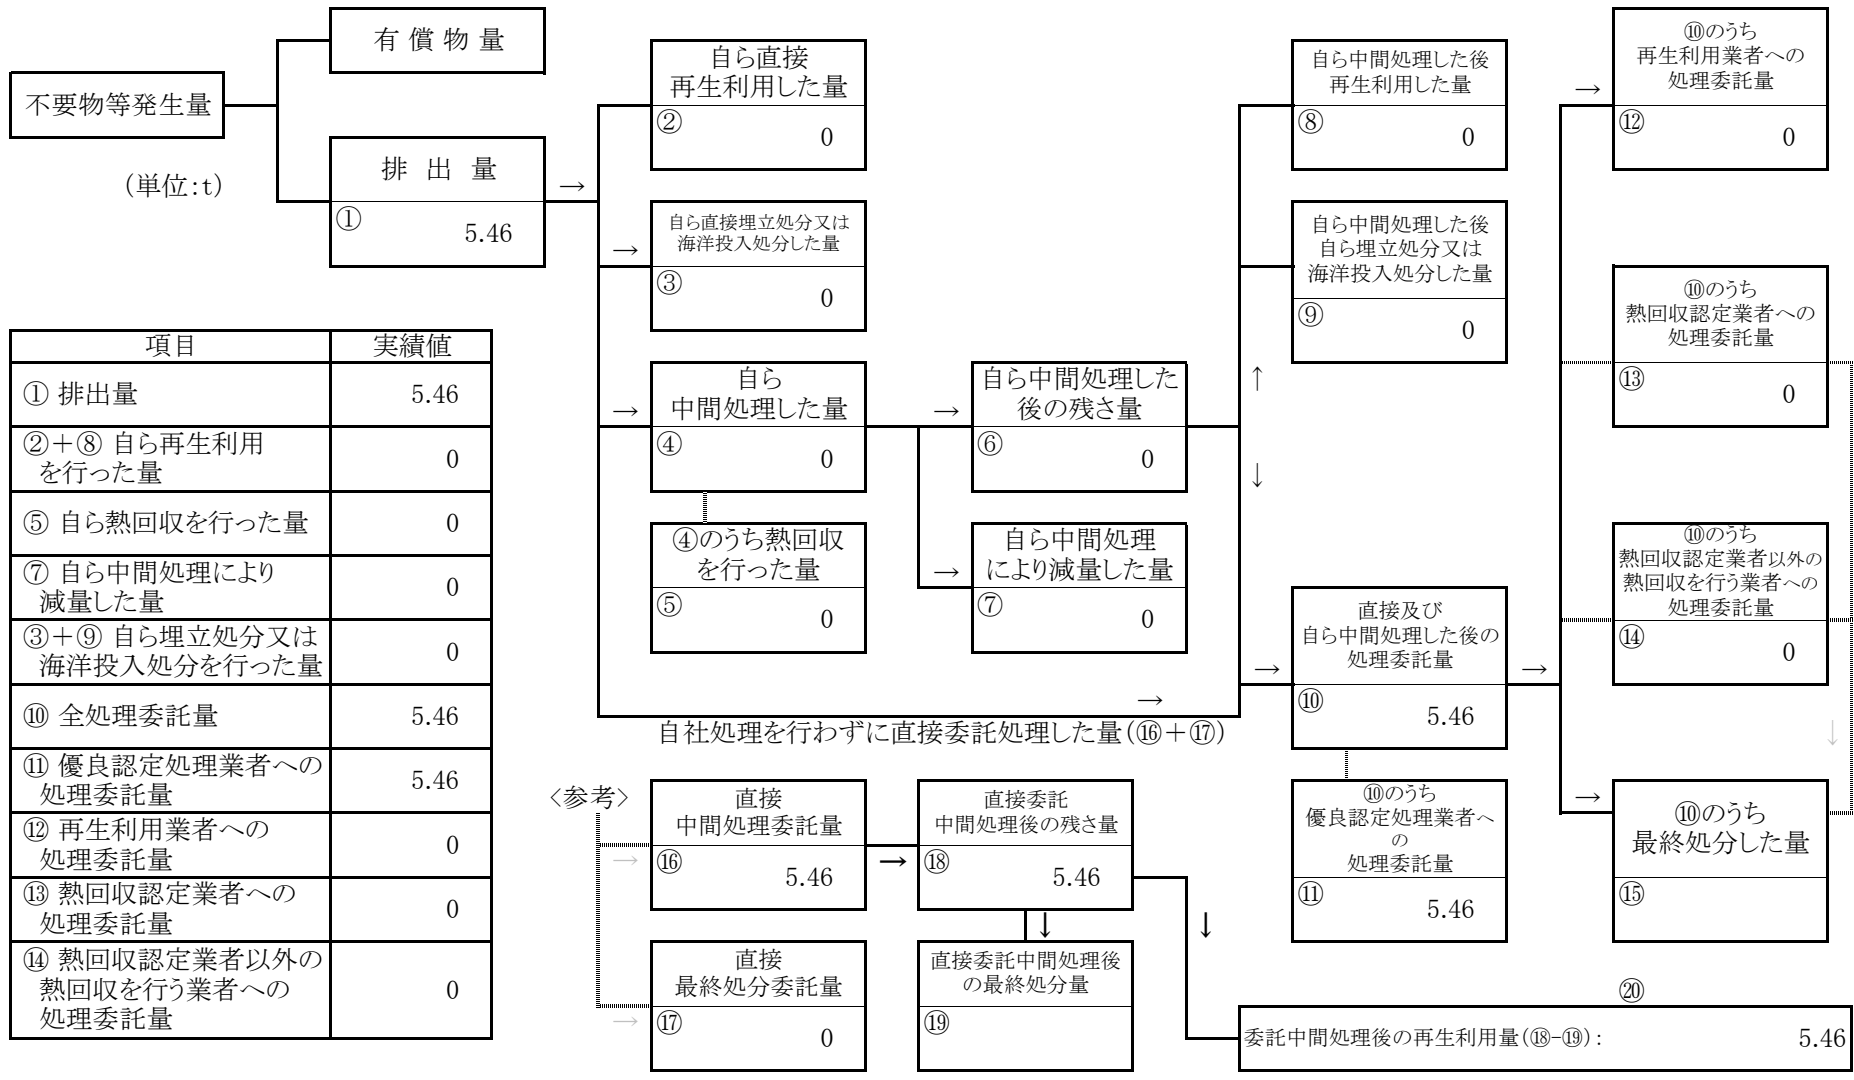 有 償 物 量
不要物等発生量
(単位:t)
排 出 量
①
5.46
→
自ら直接
再生利用した量
②
0
→
自ら直接埋立処分又は
海洋投入処分した量
③
0
→
自ら
中間処理した量
④
0
④のうち熱回収
を行った量
⑤
0
→
自ら中間処理した
後の残さ量
⑥
0
→
自ら中間処理
により減量した量
⑦
0
↑
↓
自ら中間処理した後
再生利用した量
⑧
0
自ら中間処理した後
自ら埋立処分又は
海洋投入処分した量
⑨
0
→
自社処理を行わずに直接委託処理した量(⑯+⑰)
→
直接及び
自ら中間処理した後の
処理委託量
⑩
5.46
⑩のうち
優良認定処理業者へ
の
処理委託量
⑪
5.46
→
→
⑩のうち
再生利用業者への
処理委託量
⑫
0
⑩のうち
熱回収認定業者への
処理委託量
⑬
0
⑩のうち
熱回収認定業者以外の
熱回収を行う業者への
処理委託量
⑭
0
↓
→
⑩のうち
最終処分した量
⑮
項目 実績値
① 排出量 5.46
②+⑧ 自ら再生利用
を行った量 0
⑤ 自ら熱回収を行った量 0
⑦ 自ら中間処理により
減量した量 0
③+⑨ 自ら埋立処分又は
海洋投入処分を行った量 0
⑩ 全処理委託量 5.46
⑪ 優良認定処理業者への
処理委託量 5.46
⑫ 再生利用業者への
処理委託量 0
⑬ 熱回収認定業者への
処理委託量 0
⑭ 熱回収認定業者以外の
熱回収を行う業者への
処理委託量 0
<参考>
→
直接
中間処理委託量
⑯
5.46
→
直接委託
中間処理後の残さ量
⑱
5.46
↓
↓
→
直接
最終処分委託量
⑰
0
直接委託中間処理後
の最終処分量
⑲
⑳
委託中間処理後の再生利用量(⑱-⑲): 5.46